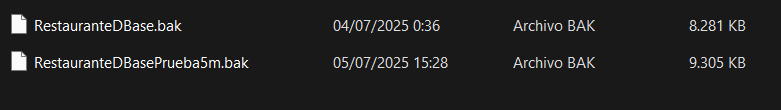 RestauranteDBase.bak 04/07/2025 0:36 Archivo BAK 8.281 KB
RestauranteDBasePrueba5m.bak 05/07/2025 15:28 Archivo BAK 9.305 KB